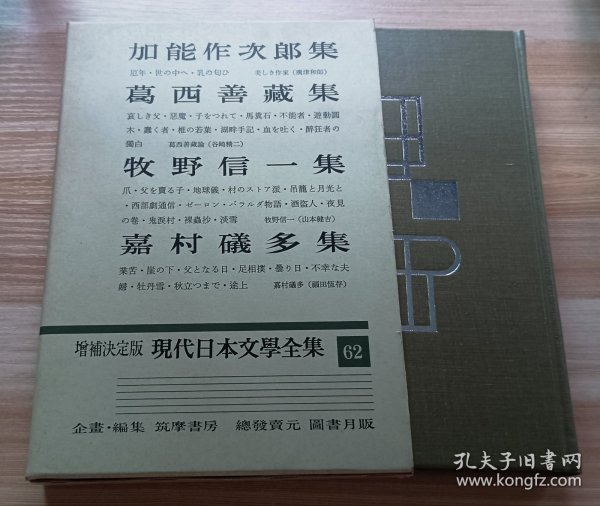 加能作次郎集
厄年・世の中へ・乳の匂ひ　美しき作家（廣津和郎）
葛西善藏集
哀しき父・惡魔・子をつれて・馬糞石・不能者・遊動圓
木・蠢く者・椎の若葉・湖畔手記・血を吐く・醉狂者の
獨白　葛西善藏論（谷崎精二）
牧野信一集
爪・父を賣る子・地球儀・村のストア派・吊籠と月光と
・西部劇通信・ゼーロン・バラルダ物語・酒盜人・夜見
の卷・鬼淚村・裸蟲抄・淡雪　牧野信一（山本健吉）
嘉村礒多集
業苦・崖の下・父となる日・足相撲・曇り日・不幸な夫
婦・牡丹雪・秋立つまで・途上　嘉村礒多（福田恆存）
增補決定版 現代日本文學全集 62
企畫・編集 筑摩書房　總發賣元 圖書月販
孔夫子旧书网
www.kongfz.com